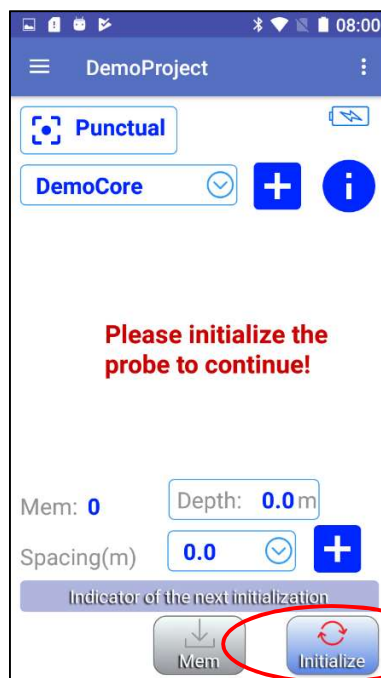 08:00
DemoProject
Punctual
DemoCore
Please initialize the
probe to continue!
Mem: 0
Depth: 0.0 m
Spacing(m)
0.0
Indicator of the next initialization
Mem
Initialize